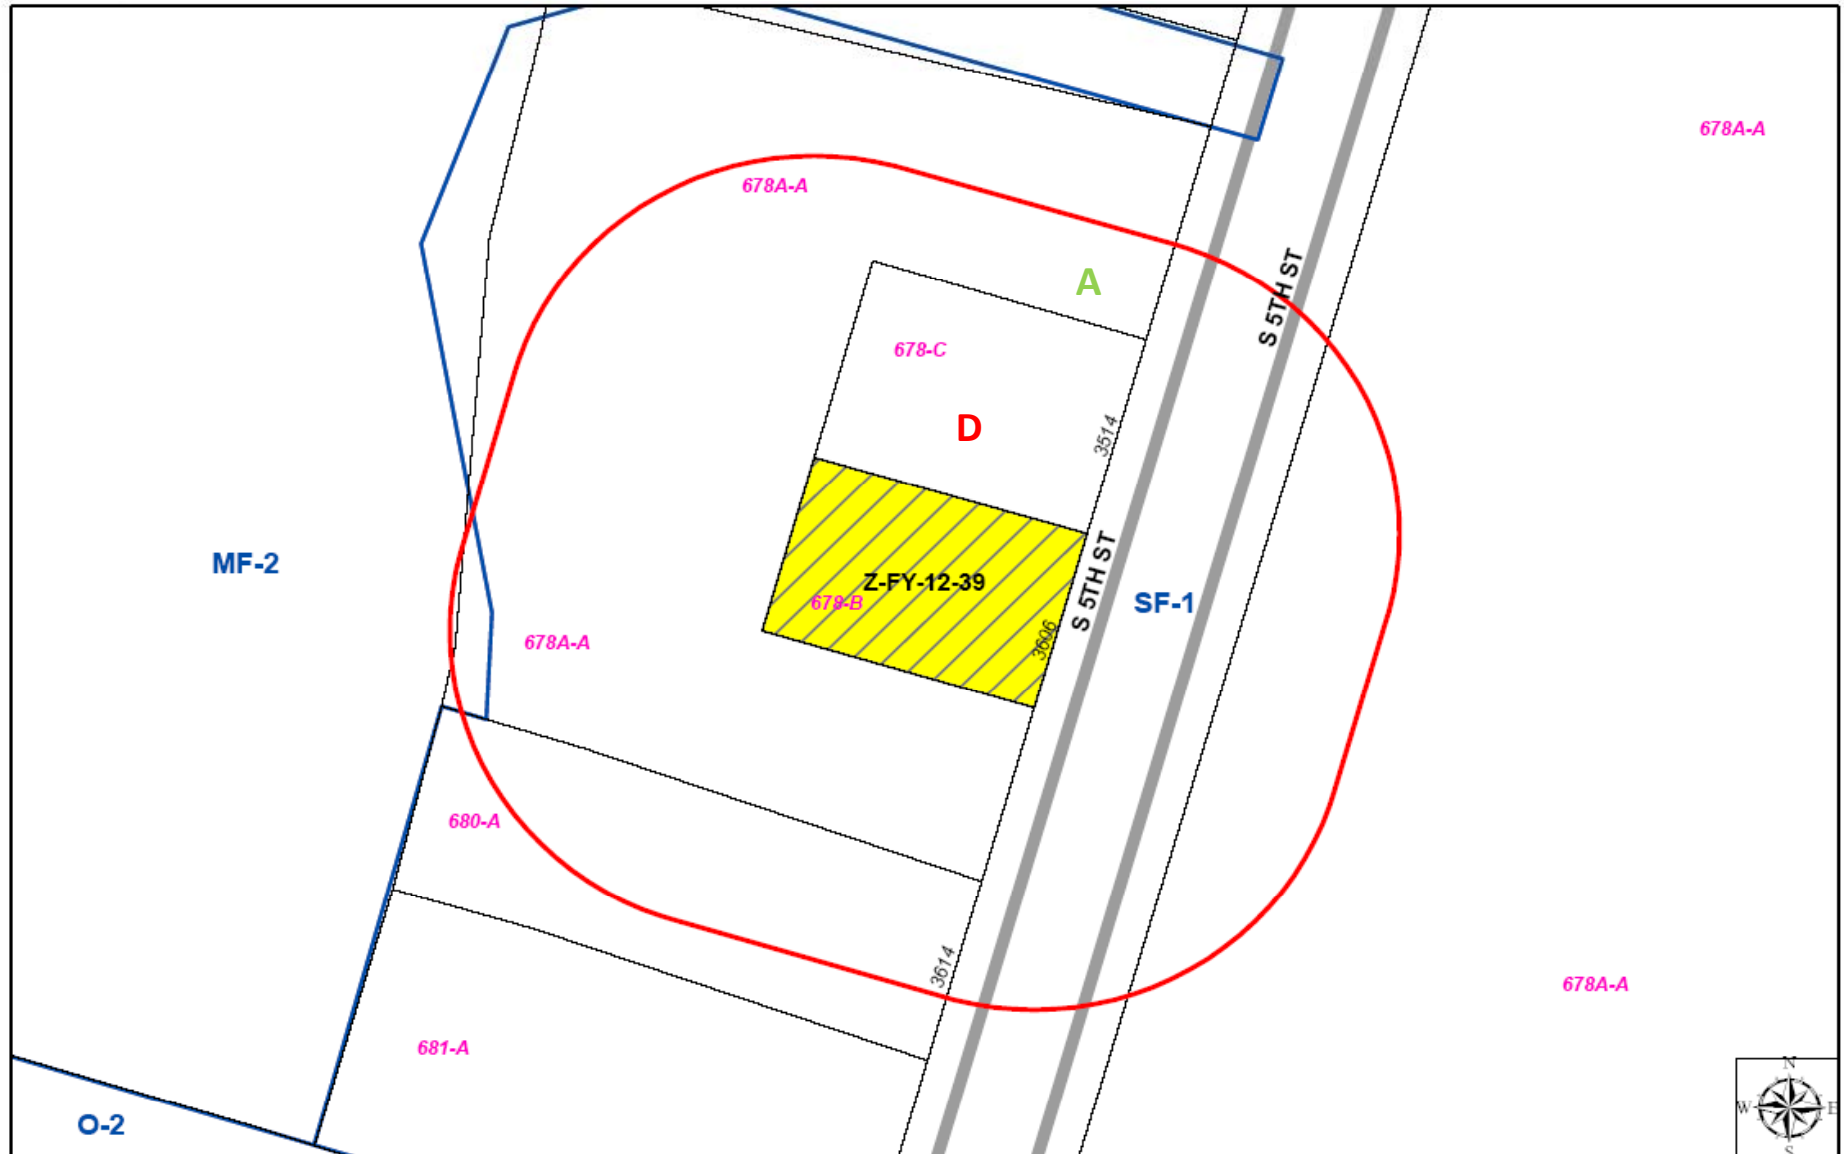 678A-A
678A-A
S 5TH ST
A
678-C
D
3514
MF-2
Z-FY-12-39
678-B
S 5TH ST
SF-1
3606
678A-A
680-A
3614
678A-A
681-A
O-2
N
W
E
S